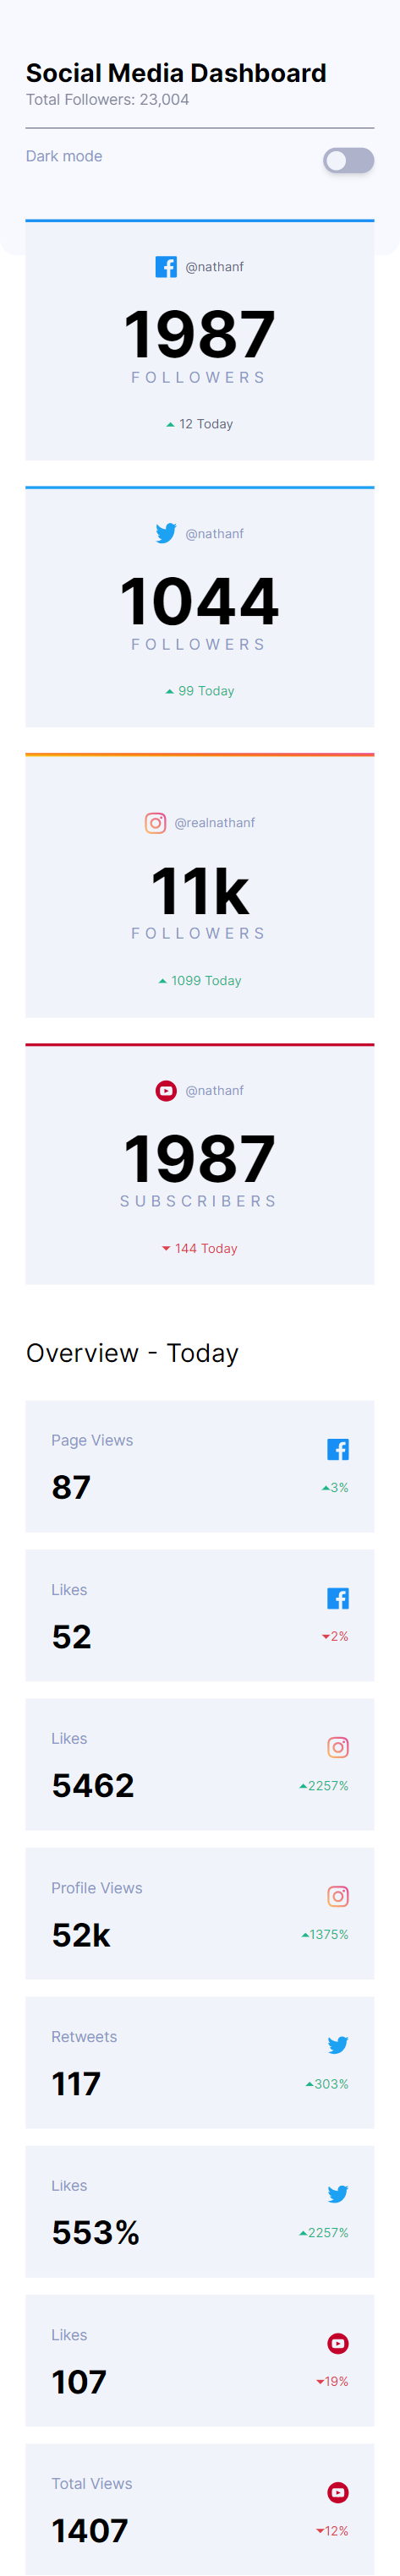 Social Media Dashboard
Total Followers: 23,004
Dark mode
@nathanf
1987
FOLLOWERS
12 Today
@nathanf
1044
FOLLOWERS
99 Today
@realnathanf
11k
FOLLOWERS
1099 Today
@nathanf
1987
SUBSCRIBERS
144 Today
Overview - Today
Page Views
87
3%
Likes
52
2%
Likes
5462
2257%
Profile Views
52k
1375%
Retweets
117
303%
Likes
553%
2257%
Likes
107
19%
Total Views
1407
12%